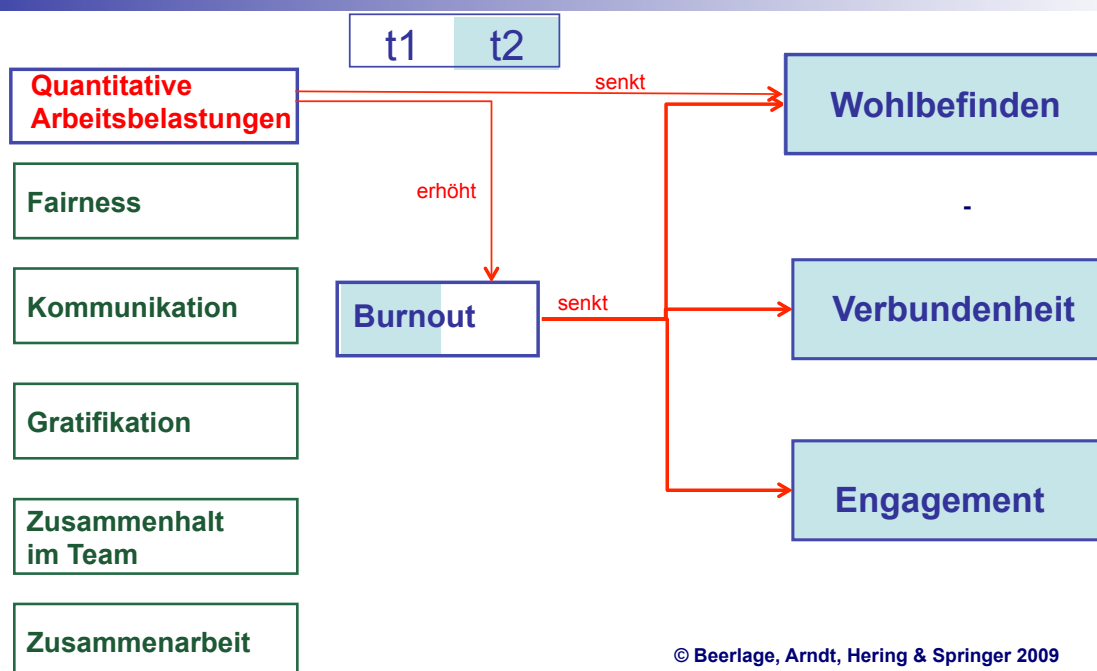 t1 t2
Quantitative
Arbeitsbelastungen
senkt
Wohlbefinden
Fairness
erhöht
-
Kommunikation
Burnout
senkt
Verbundenheit
Gratifikation
Engagement
Zusammenhalt
im Team
Zusammenarbeit
© Beerlage, Arndt, Hering & Springer 2009